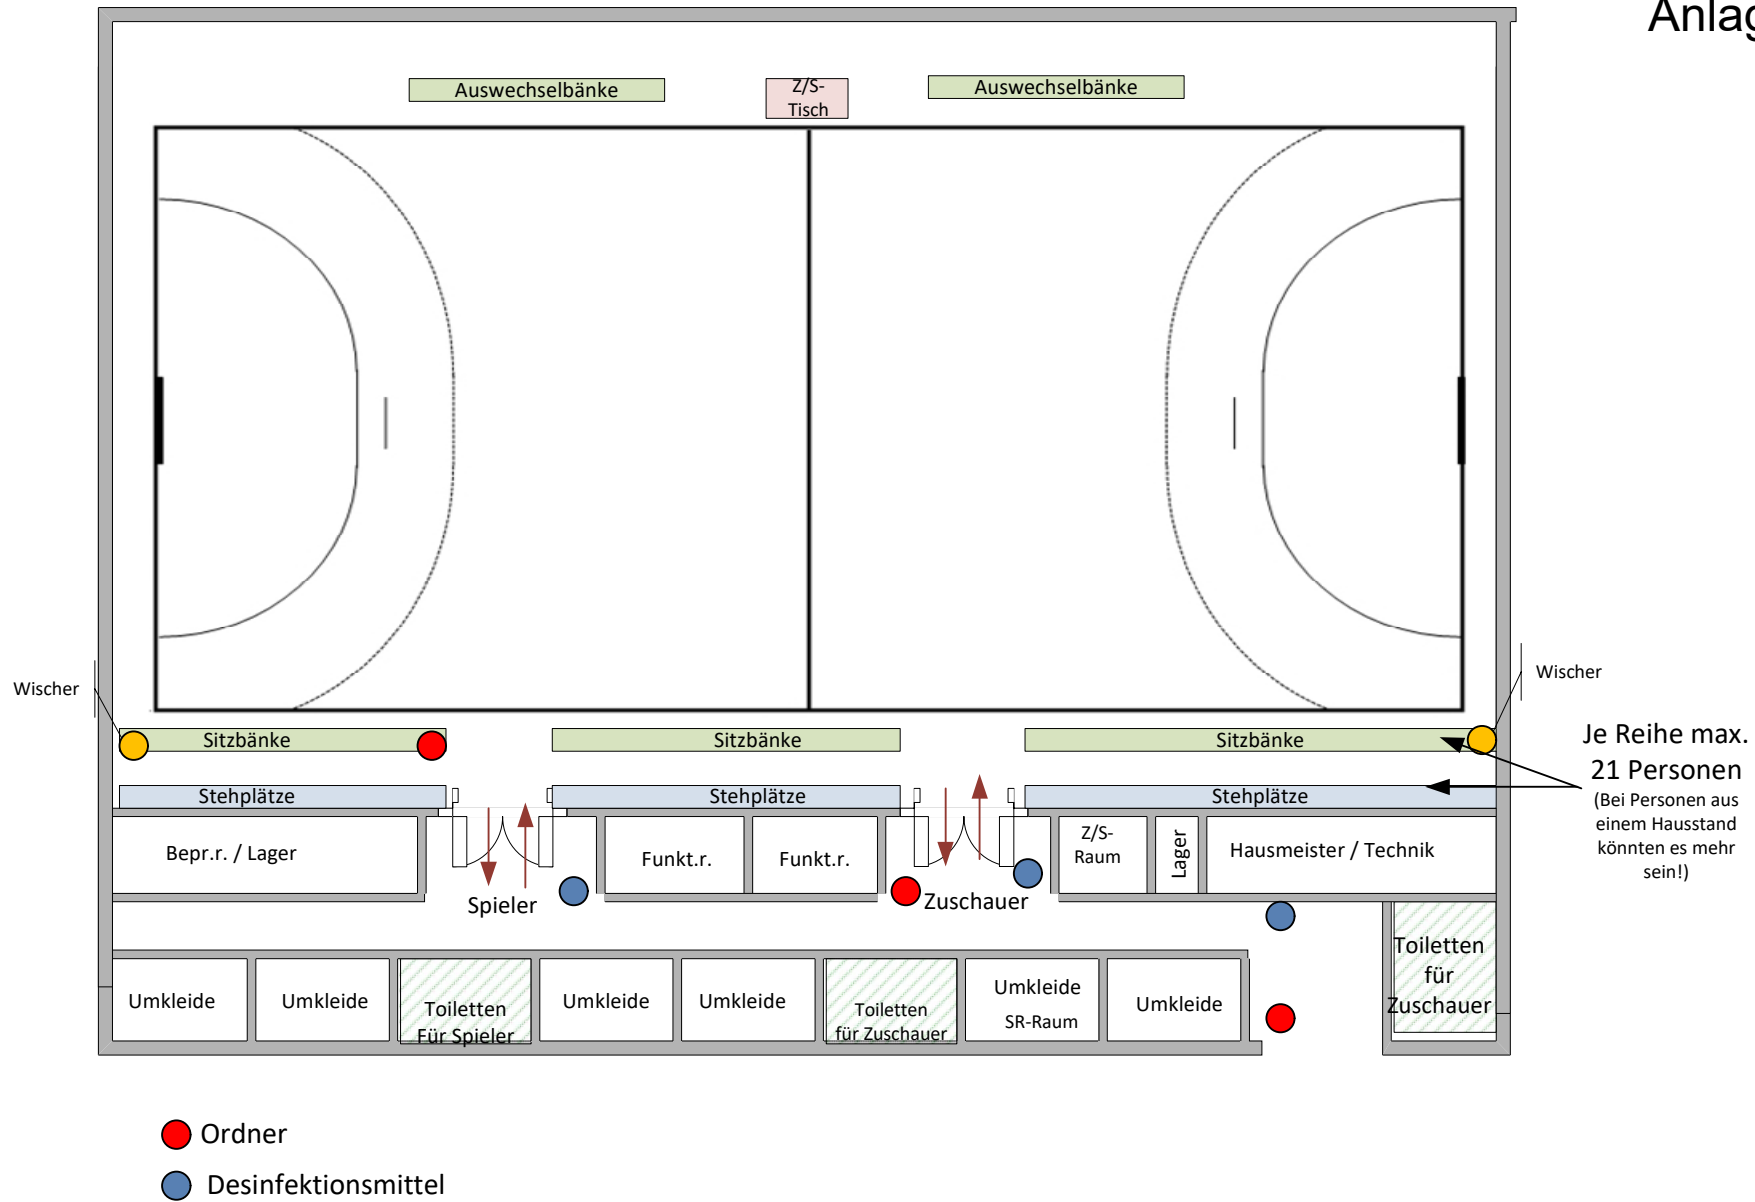 Anlag
Auswechselbänke
Z/S-
Tisch
Auswechselbänke
Wischer
Wischer
Sitzbänke
Sitzbänke
Sitzbänke
Je Reihe max.
21 Personen
(Bei Personen aus
einem Hausstand
könnten es mehr
sein!)
Stehplätze
Stehplätze
Stehplätze
Bepr.r. / Lager
Funkt.r.
Funkt.r.
Z/S-
Raum
Lager
Hausmeister / Technik
Spieler
Zuschauer
Umkleide
Umkleide
Toiletten
Für Spieler
Umkleide
Umkleide
Toiletten
für Zuschauer
Umkleide
SR-Raum
Umkleide
Toiletten
für
Zuschauer
Ordner
Desinfektionsmittel